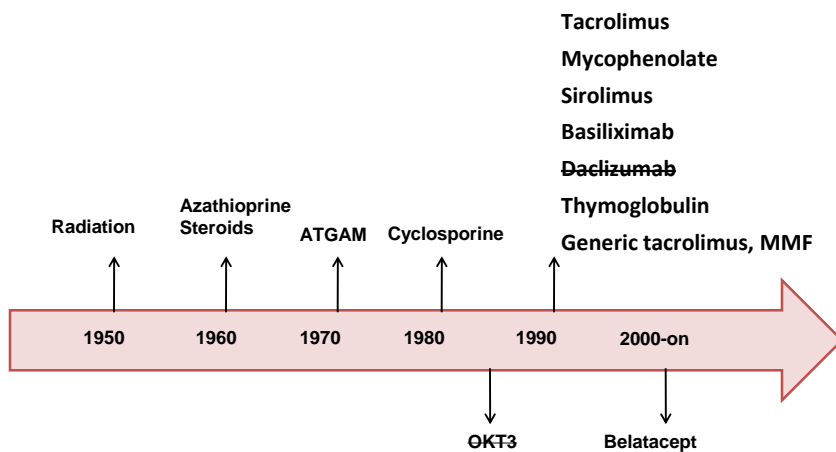 Tacrolimus
Mycophenolate
Sirolimus
Basiliximab
Daclizumab
Thymoglobulin
Generic tacrolimus, MMF
Radiation
Azathioprine
Steroids
ATGAM
Cyclosporine
1950
1960
1970
1980
1990
2000-on
OKT3
Belatacept